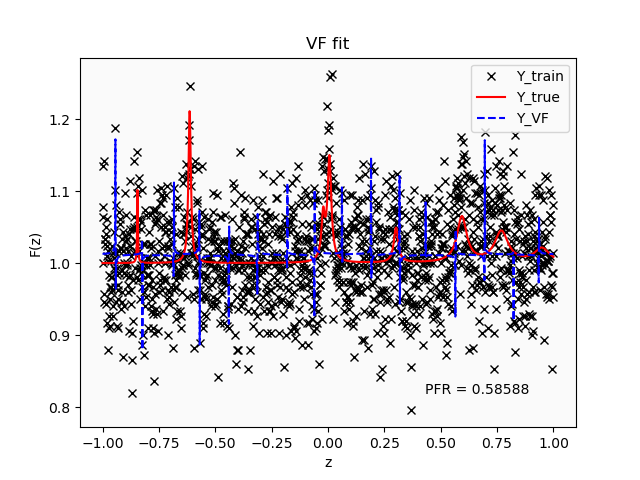 VF fit
Y_train
Y_true
Y_VF
1.2
1.1
1.0
0.9
0.8
F(z)
PFR = 0.58588
−1.00 −0.75 −0.50 −0.25 0.00 0.25 0.50 0.75 1.00
z